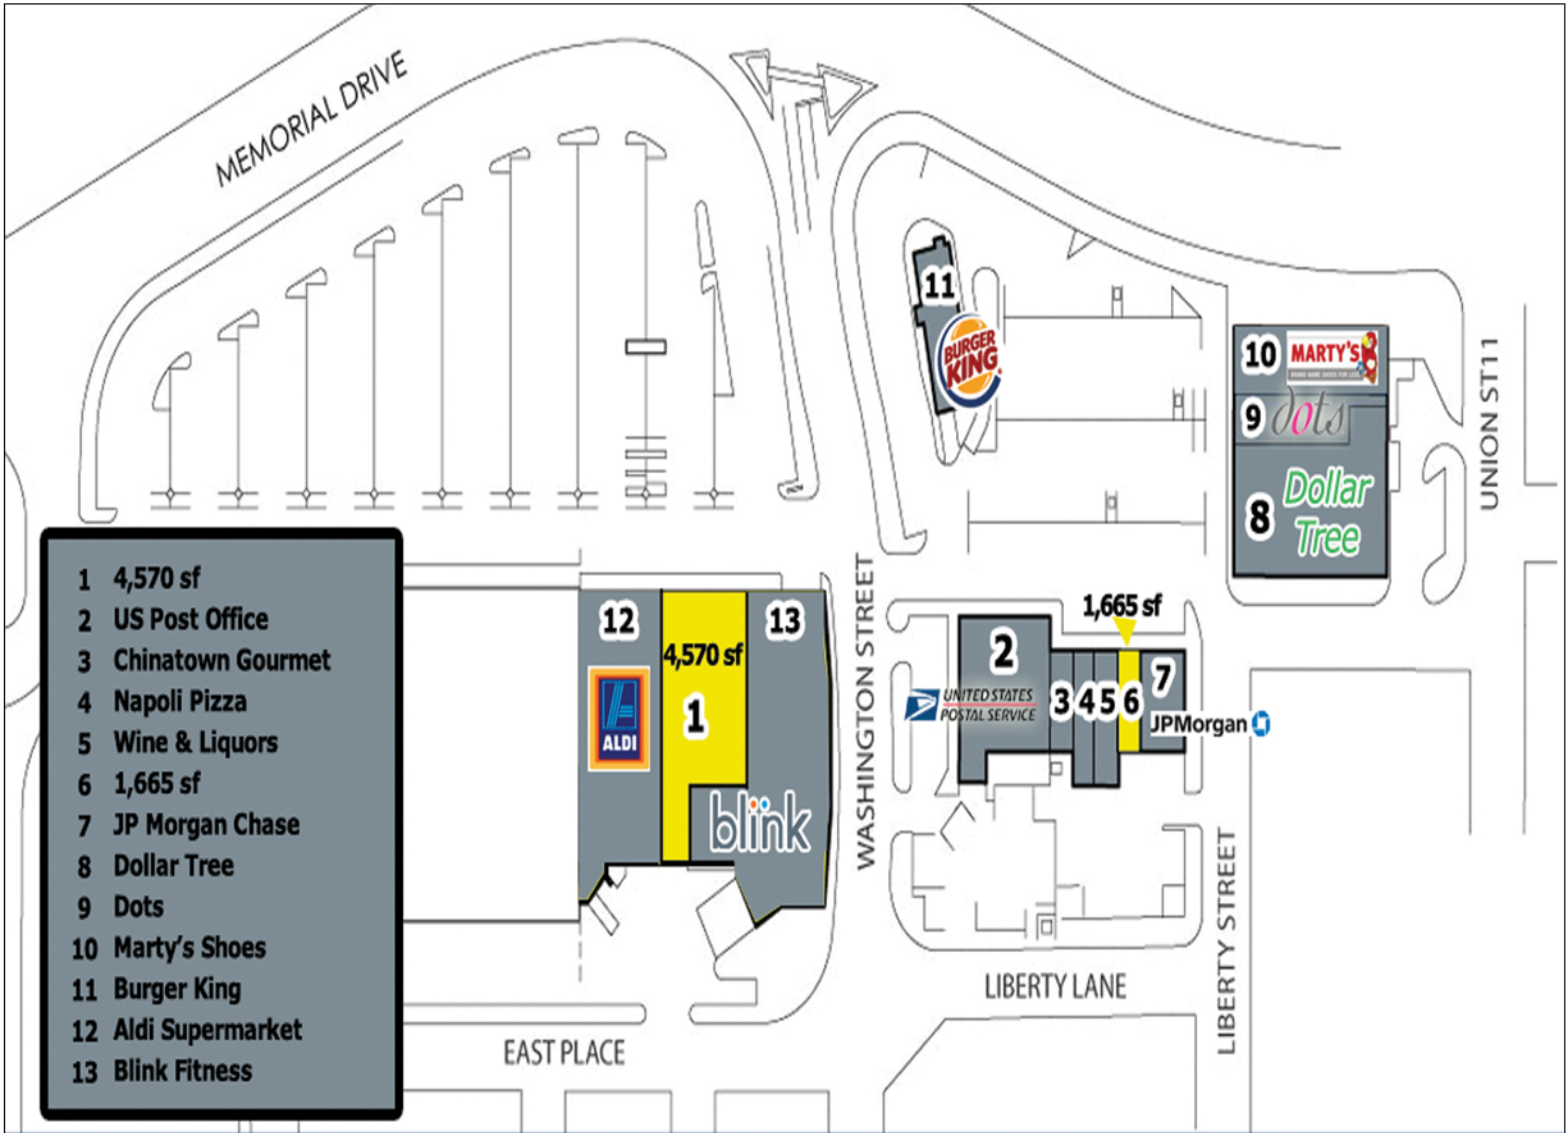 MEMORIAL DRIVE
11
BURGER
KING
10 MARTY'S
9 dots
8 Dollar
Tree
UNION ST11
WASHINGTON STREET
12
ALDI
4,570 sf
1
13
blink
1,665 sf
2
UNITED STATES
POSTAL SERVICE
3 4 5 6 7
JPMorgan
LIBERTY LANE
LIBERTY STREET
EAST PLACE
1 4,570 sf
2 US Post Office
3 Chinatown Gourmet
4 Napoli Pizza
5 Wine & Liquors
6 1,665 sf
7 JP Morgan Chase
8 Dollar Tree
9 Dots
10 Marty's Shoes
11 Burger King
12 Aldi Supermarket
13 Blink Fitness